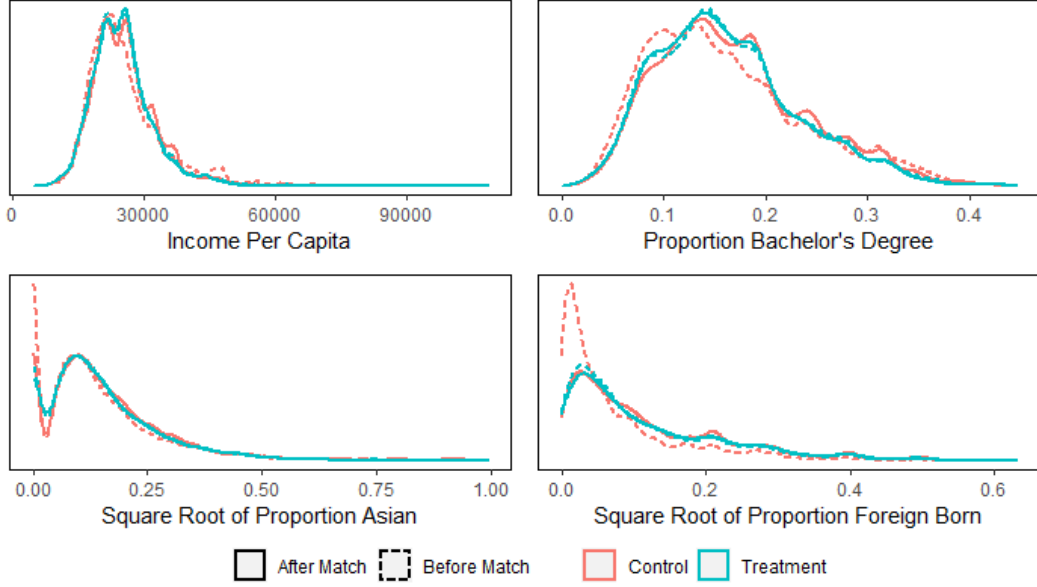 0 30000 60000 90000
Income Per Capita
0.0 0.1 0.2 0.3 0.4
Proportion Bachelor's Degree
0.00 0.25 0.50 0.75 1.00
Square Root of Proportion Asian
0.0 0.2 0.4 0.6
Square Root of Proportion Foreign Born
After Match Before Match Control Treatment